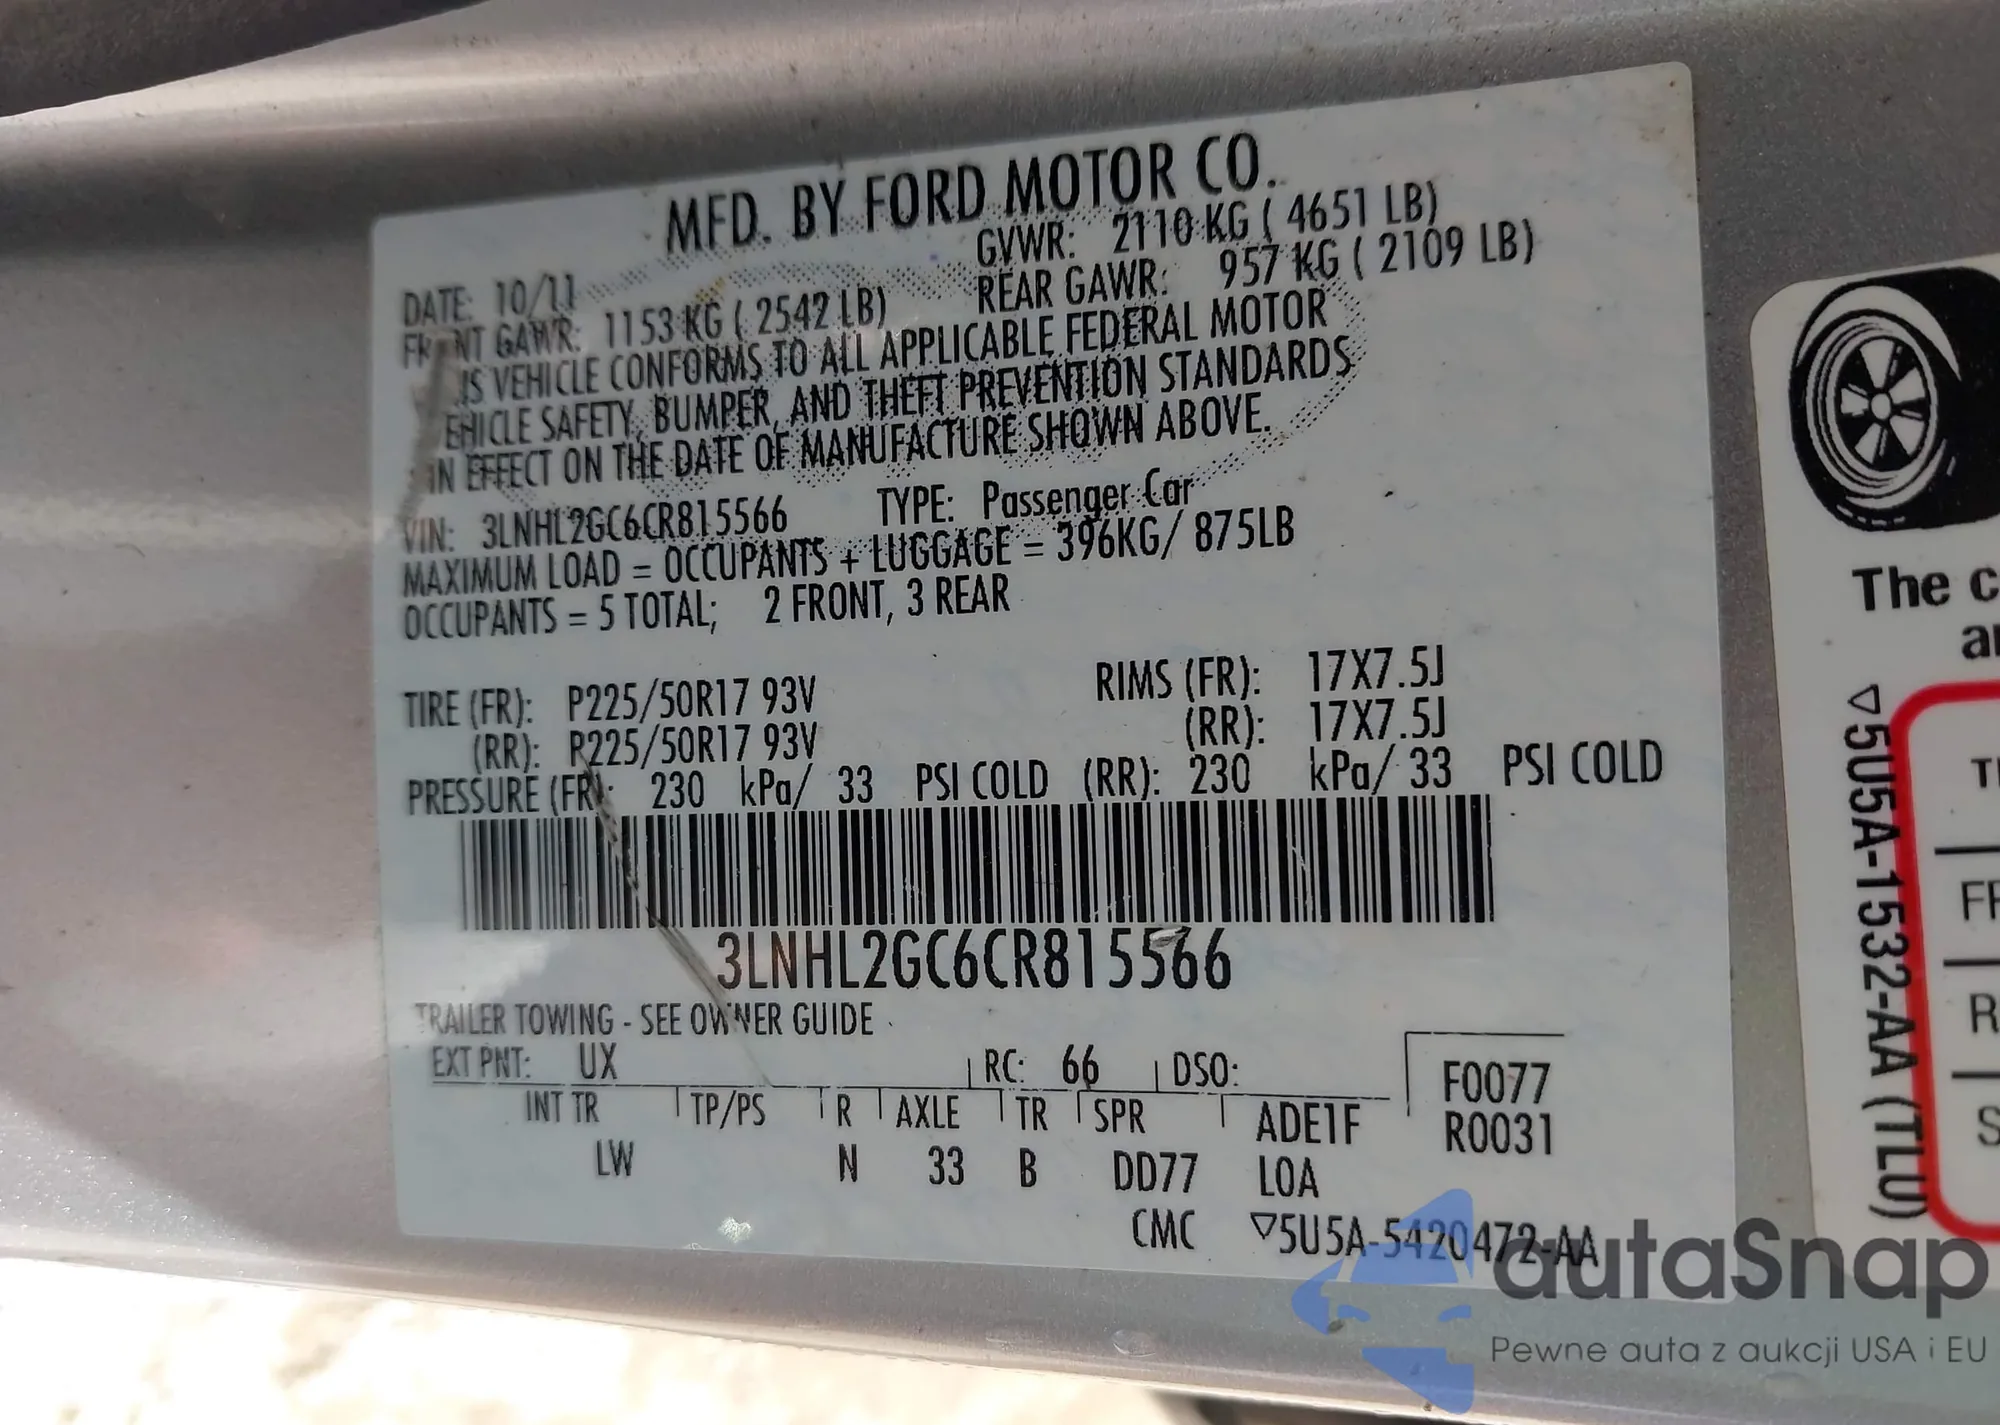 MFD. BY FORD MOTOR CO.
DATE: 10/11 GVWR: 2110 KG ( 4651 LB)
FR NT GAWR: 1153 KG ( 2542 LB) REAR GAWR: 957 KG ( 2109 LB)
IS VEHICLE CONFORMS TO ALL APPLICABLE FEDERAL MOTOR
EHICLE SAFETY, BUMPER, AND THEFT PREVENTION STANDARDS
IN EFFECT ON THE DATE OF MANUFACTURE SHOWN ABOVE.
VIN: 3LNHL2GC6CR815566 TYPE: Passenger Car
MAXIMUM LOAD = OCCUPANTS + LUGGAGE = 396KG/ 875LB
OCCUPANTS = 5 TOTAL; 2 FRONT, 3 REAR
TIRE (FR): P225/50R17 93V RIMS (FR): 17X7.5J
(RR): P225/50R17 93V (RR): 17X7.5J
PRESSURE (FR): 230 kPa/ 33 PSI COLD (RR): 230 kPa/ 33 PSI COLD
3LNHL2GC6CR815566
TRAILER TOWING - SEE OWNER GUIDE
EXT PNT: UX RC: 66 DSO:
F0077
INT TR TP/PS R AXLE TR SPR ADE1F
R0031
LW N 33 B DD77 LOA
CMC ▽5U5A-5420472-AA
The c
a
▽5U5A-1532-AA (TLU)
T
F
R
S
autaSnap
Pewne auta z aukcji USA i EU